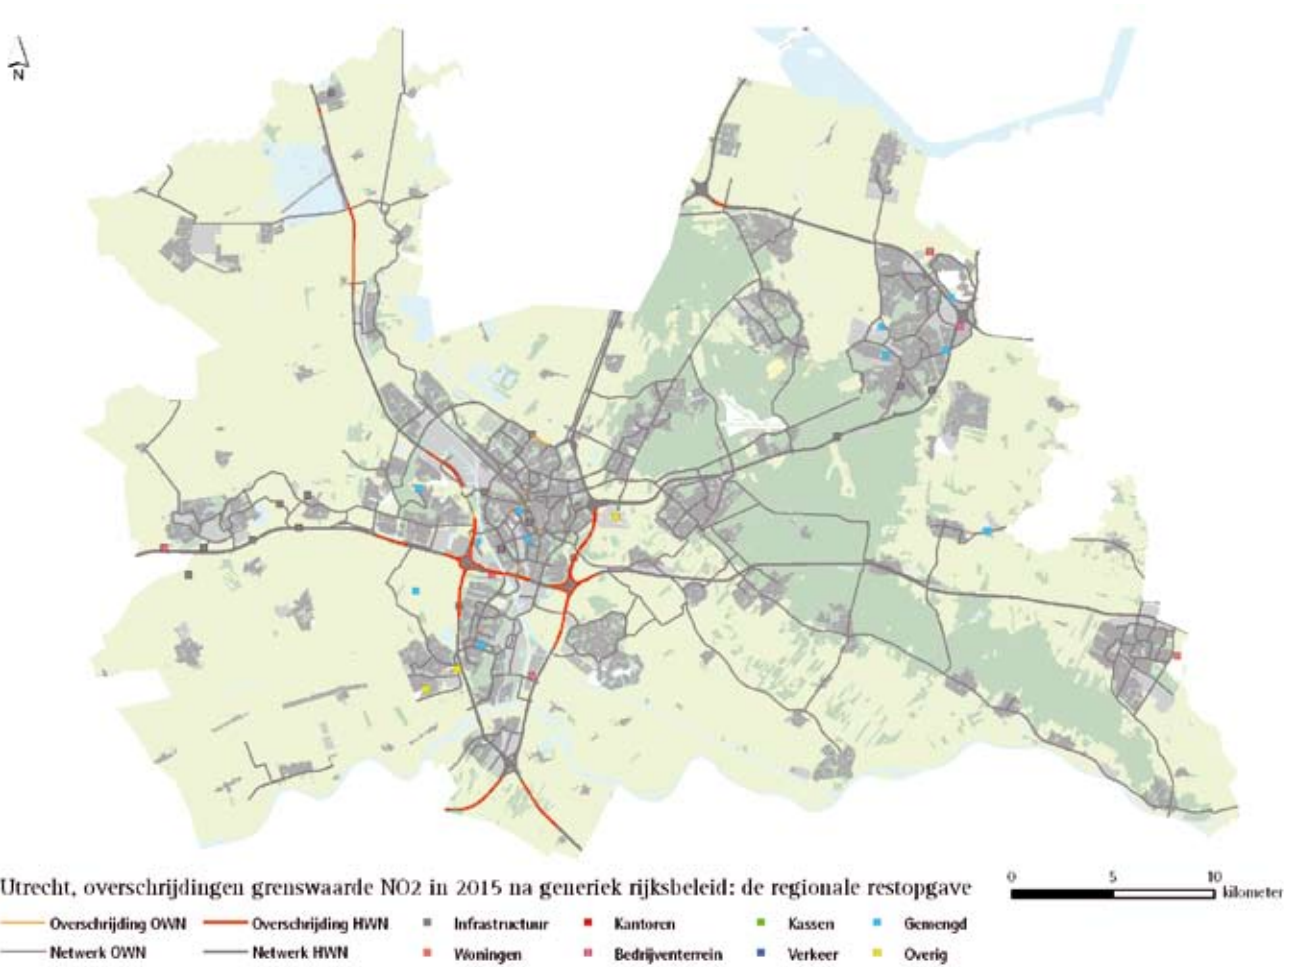 N
Utrecht, overschrijdingen grenswaarde NO2 in 2015 na generiek rijksbeleid: de regionale restopgave
0 5 10 kilometer
Overschrijding OWN Overschrijding HWN Infrastructuur Kantoren Kassen Gemengd
Netwerk OWN Netwerk HWN Woningen Bedrijventerrein Verkeer Overig